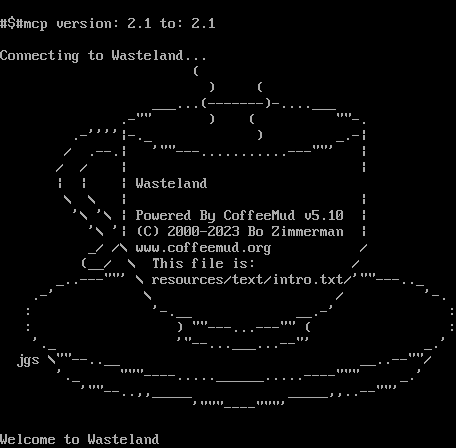 #$#mcp version: 2.1 to: 2.1
Connecting to Wasteland...
Wasteland
Powered By CoffeeMud v5.10
(C) 2000-2023 Bo Zimmerman
www.coffeemud.org
This file is:
resources/text/intro.txt
jgs
Welcome to Wasteland